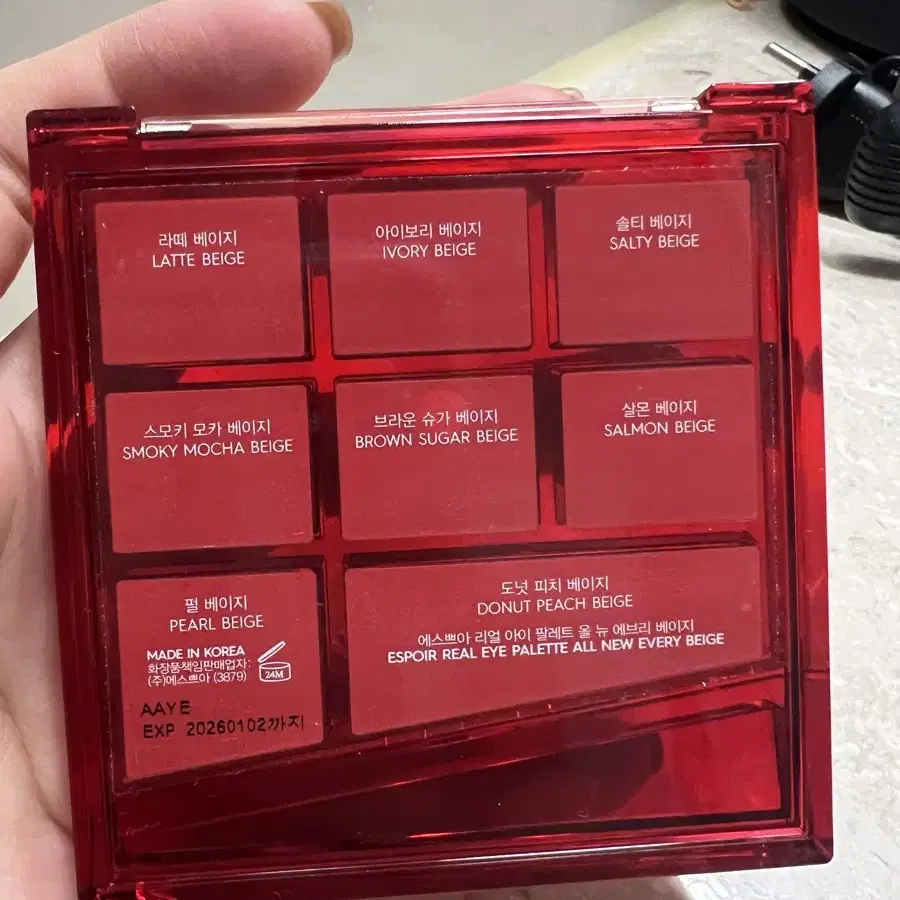 라떼 베이지
LATTE BEIGE
아이보리 베이지
IVORY BEIGE
솔티 베이지
SALTY BEIGE
스모키 모카 베이지
SMOKY MOCHA BEIGE
브라운 슈가 베이지
BROWN SUGAR BEIGE
살몬 베이지
SALMON BEIGE
펄 베이지
PEARL BEIGE
MADE IN KOREA
화장품책임판매업자:
(주)에스쁘아 (3879)
24M
AAYE
EXP 20260102까지
도넛 피치 베이지
DONUT PEACH BEIGE
에스쁘아 리얼 아이 팔레트 올 뉴 에브리 베이지
ESPOIR REAL EYE PALETTE ALL NEW EVERY BEIGE